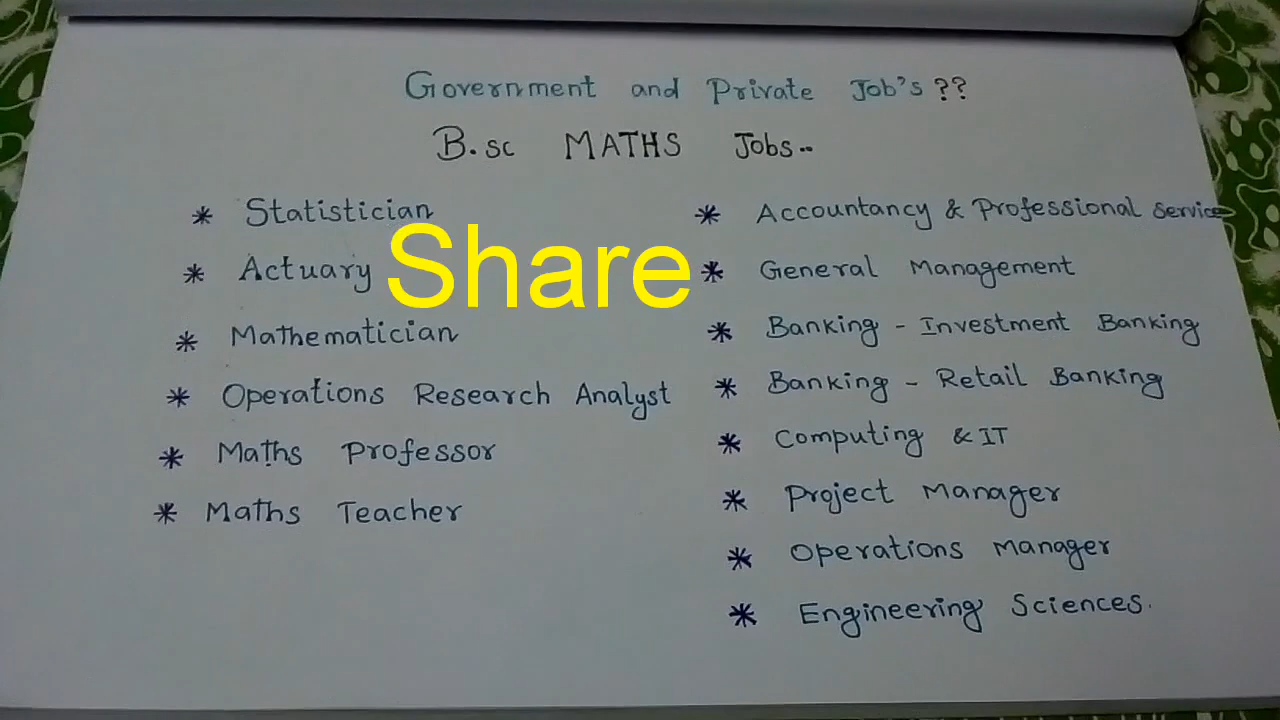 Government and Private Job's ??
B.sc MATHS Jobs..
* Statistician
* Actuary
* Mathematician
* Operations Research Analyst
* Maths Professor
* Maths Teacher
Share
* Accountancy & Professional Service
* General Management
* Banking - Investment Banking
* Banking - Retail Banking
* Computing & IT
* Project Manager
* Operations Manager
* Engineering Sciences.